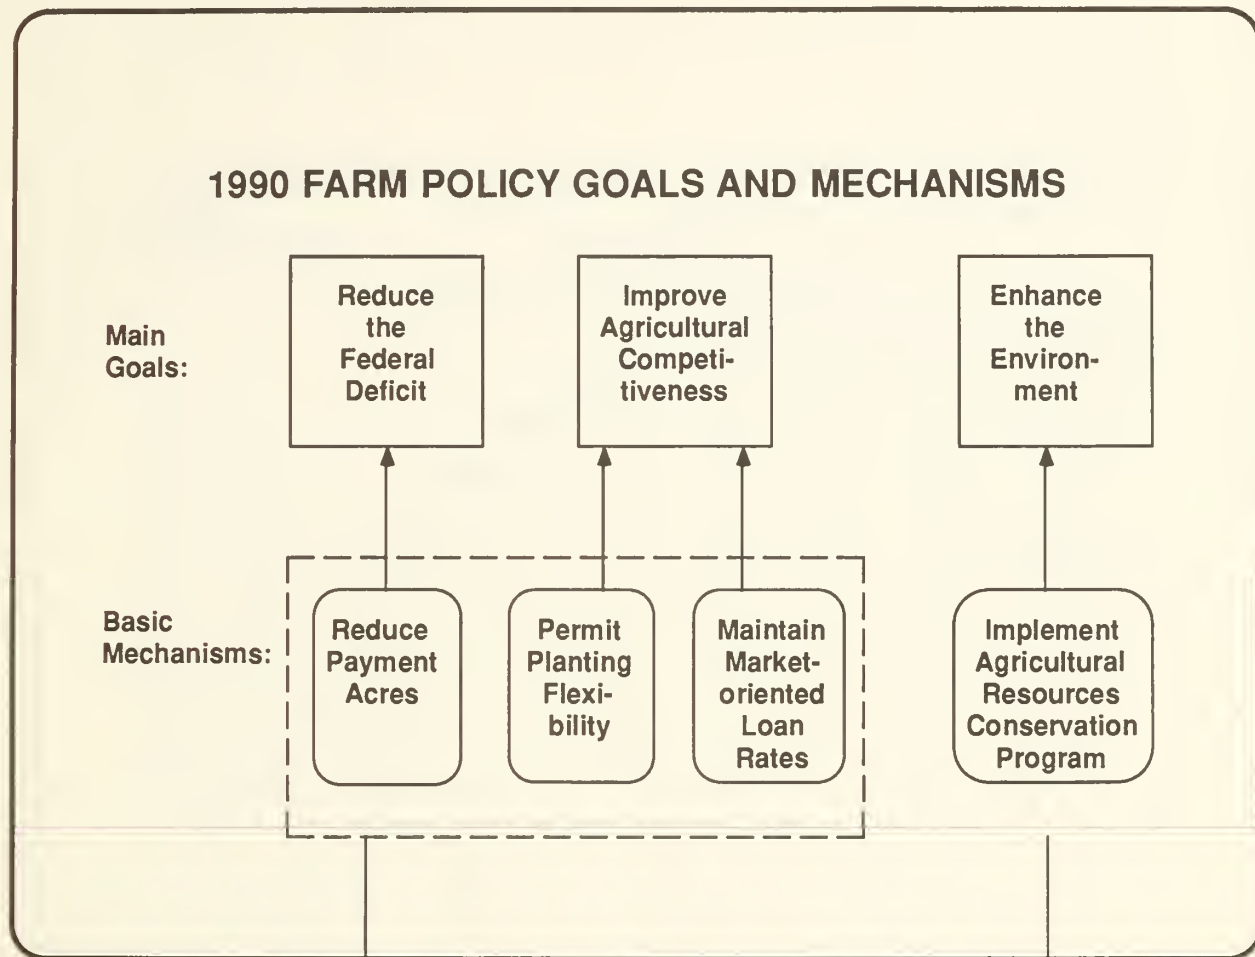 1990 FARM POLICY GOALS AND MECHANISMS
Main
Goals:
Reduce
the
Federal
Deficit
Improve
Agricultural
Competi-
tiveness
Enhance
the
Environ-
ment
Basic
Mechanisms:
Reduce
Payment
Acres
Permit
Planting
Flexi-
bility
Maintain
Market-
oriented
Loan
Rates
Implement
Agricultural
Resources
Conservation
Program